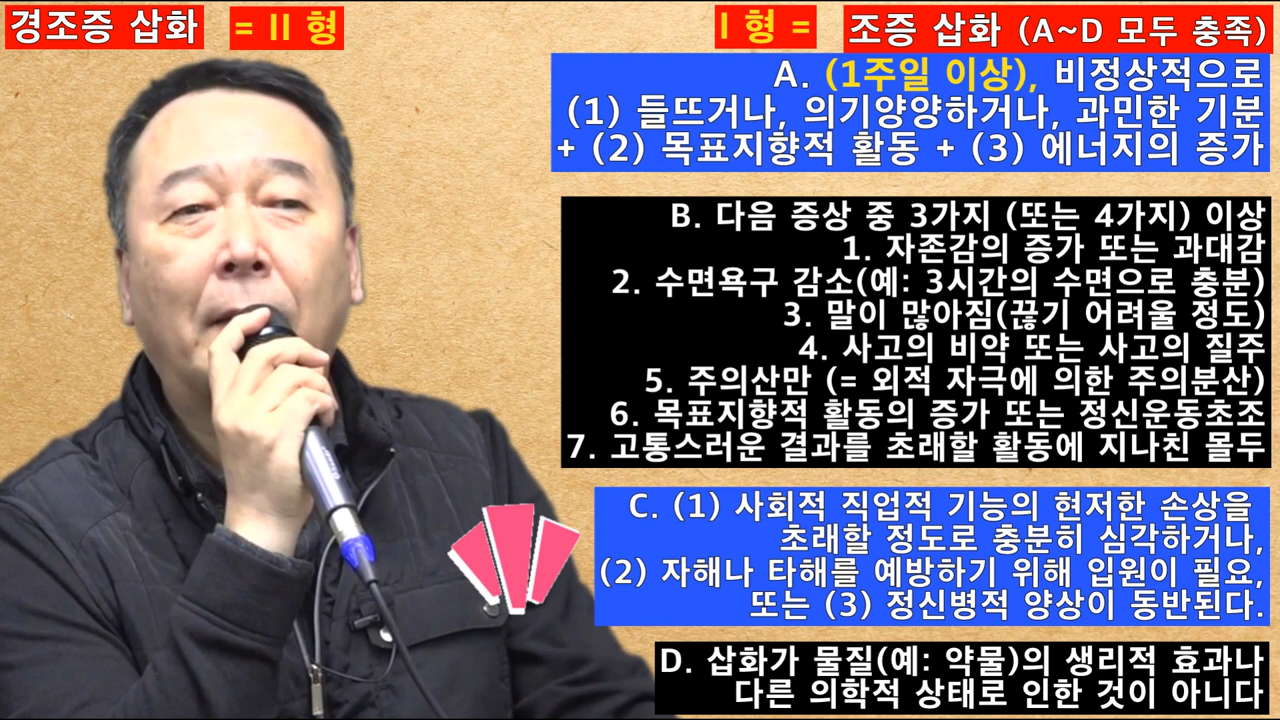 경조증 삽화 = II 형
I 형 = 조증 삽화 (A~D 모두 충족)
A. (1주일 이상), 비정상적으로
(1) 들뜨거나, 의기양양하거나, 과민한 기분
+ (2) 목표지향적 활동 + (3) 에너지의 증가
B. 다음 증상 중 3가지 (또는 4가지) 이상
1. 자존감의 증가 또는 과대감
2. 수면욕구 감소(예: 3시간의 수면으로 충분)
3. 말이 많아짐(끊기 어려울 정도)
4. 사고의 비약 또는 사고의 질주
5. 주의산만 (= 외적 자극에 의한 주의분산)
6. 목표지향적 활동의 증가 또는 정신운동초조
7. 고통스러운 결과를 초래할 활동에 지나친 몰두
C. (1) 사회적 직업적 기능의 현저한 손상을
초래할 정도로 충분히 심각하거나,
(2) 자해나 타해를 예방하기 위해 입원이 필요,
또는 (3) 정신병적 양상이 동반된다.
D. 삽화가 물질(예: 약물)의 생리적 효과나
다른 의학적 상태로 인한 것이 아니다